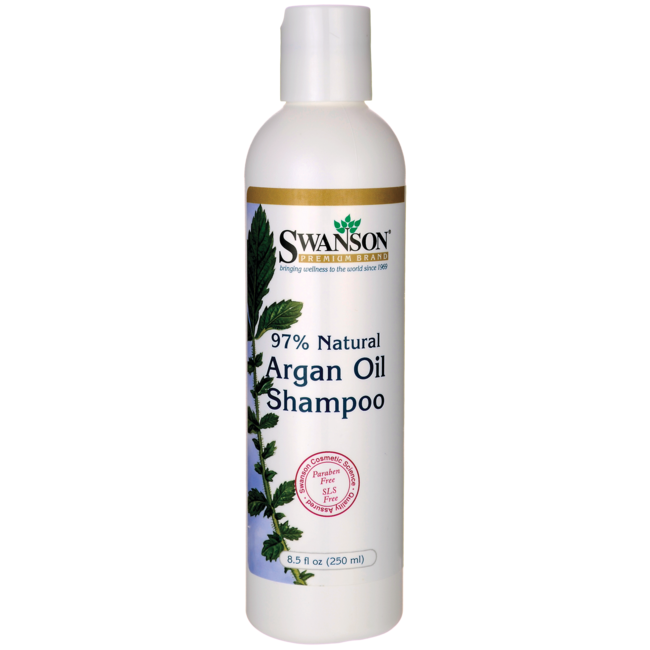 SWANSON®
PREMIUM BRAND
bringing wellness to the world since 1969
97% Natural
Argan Oil
Shampoo
Swanson Cosmetic Science •
Paraben
Free
SLS
Free
Quality Assured •
8.5 fl oz (250 ml)